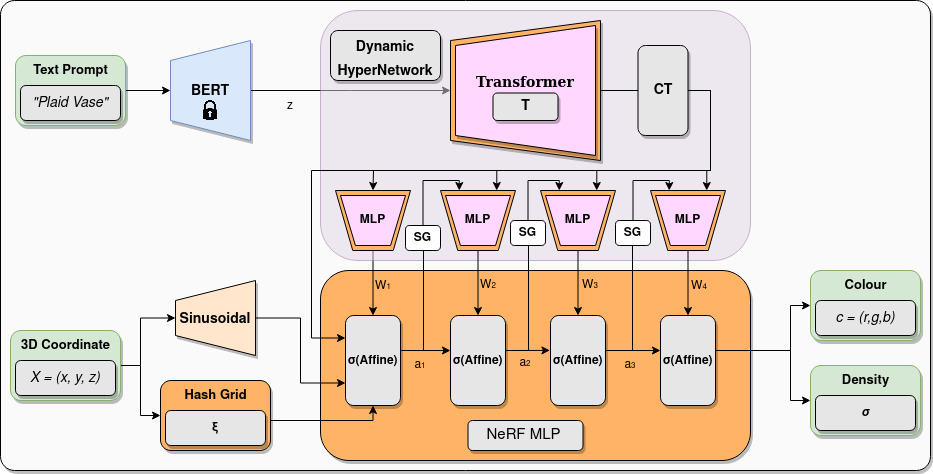 Text Prompt
"Plaid Vase"
BERT
z
Dynamic
HyperNetwork
Transformer
T
CT
MLP
MLP
MLP
MLP
SG
SG
SG
W₁
W₂
W₃
W₄
Sinusoidal
3D Coordinate
X = (x, y, z)
Hash Grid
ξ
σ(Affine)
σ(Affine)
σ(Affine)
σ(Affine)
a₁
a₂
a₃
NeRF MLP
Colour
c = (r,g,b)
Density
σ